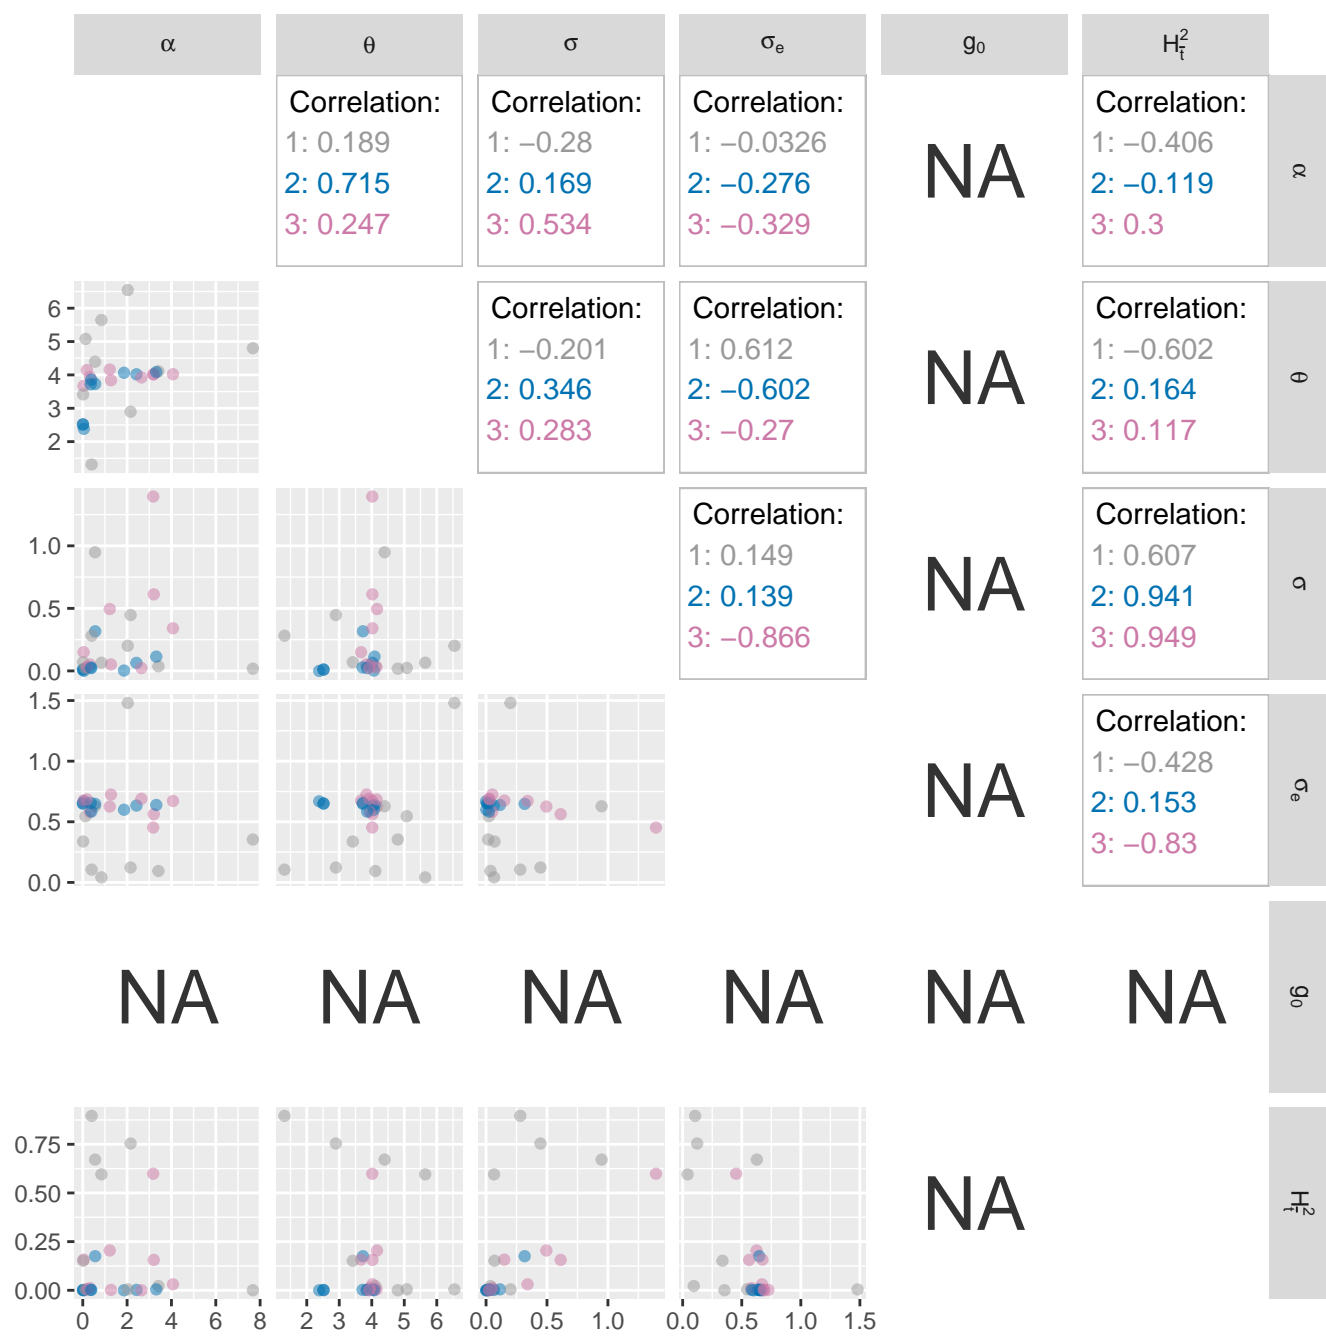 α θ σ σe g0 H²t̄
Correlation: Correlation: Correlation: Correlation:
1: 0.189 1: −0.28 1: −0.0326 1: −0.406
2: 0.715 2: 0.169 2: −0.276 NA 2: −0.119 α
3: 0.247 3: 0.534 3: −0.329 3: 0.3
6 Correlation: Correlation: Correlation:
5 1: −0.201 1: 0.612 1: −0.602
4 2: 0.346 2: −0.602 NA 2: 0.164 θ
3 3: 0.283 3: −0.27 3: 0.117
2
Correlation: Correlation:
1.0 1: 0.149 1: 0.607
0.5 2: 0.139 NA 2: 0.941 σ
0.0 3: −0.866 3: 0.949
1.5 Correlation:
1.0 1: −0.428
0.5 NA 2: 0.153 σe
0.0 3: −0.83
NA NA NA NA NA NA g0
0.75
0.50 NA H²t̄
0.25
0.00
0 2 4 6 8 2 3 4 5 6 0.0 0.5 1.0 0.0 0.5 1.0 1.5